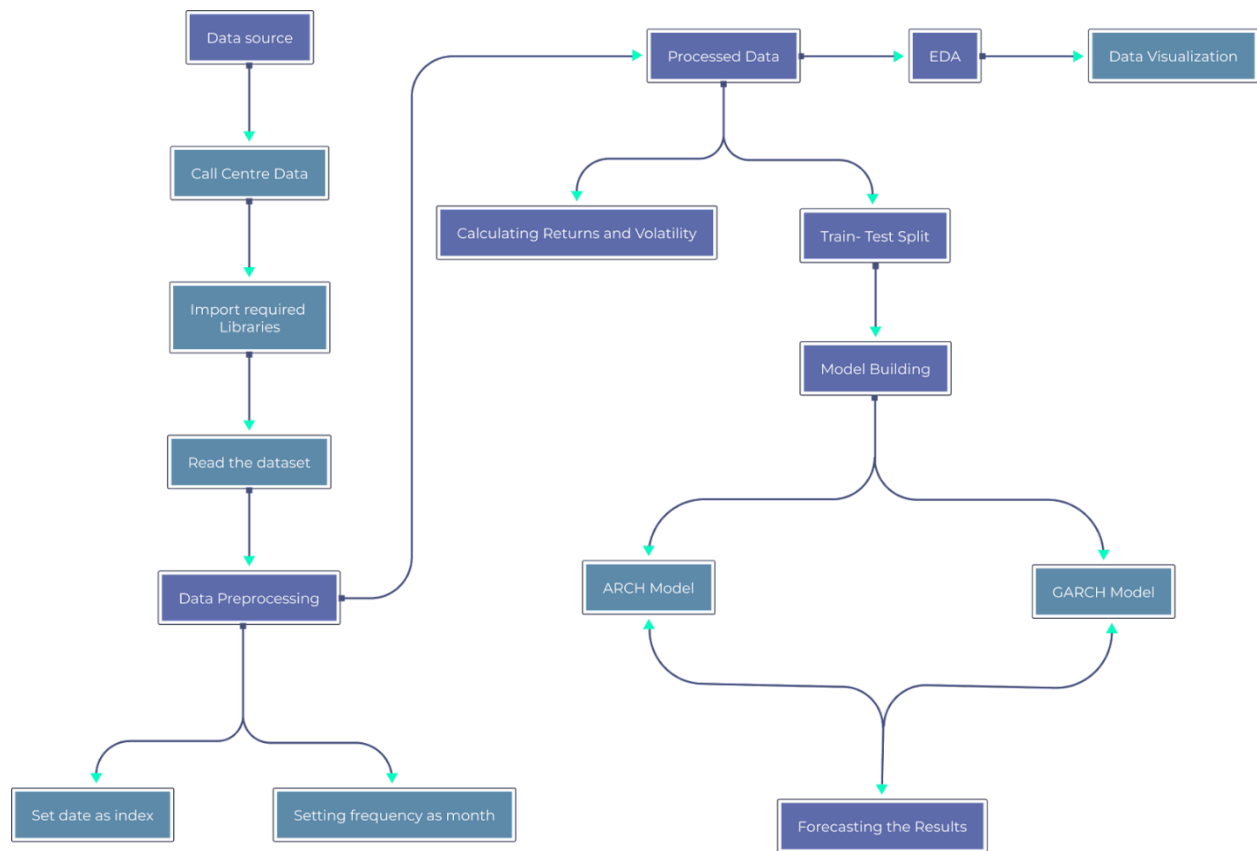 Data source
Call Centre Data
Import required
Libraries
Read the dataset
Data Preprocessing
Set date as index
Setting frequency as month
Processed Data
EDA
Data Visualization
Calculating Returns and Volatility
Train- Test Split
Model Building
ARCH Model
GARCH Model
Forecasting the Results